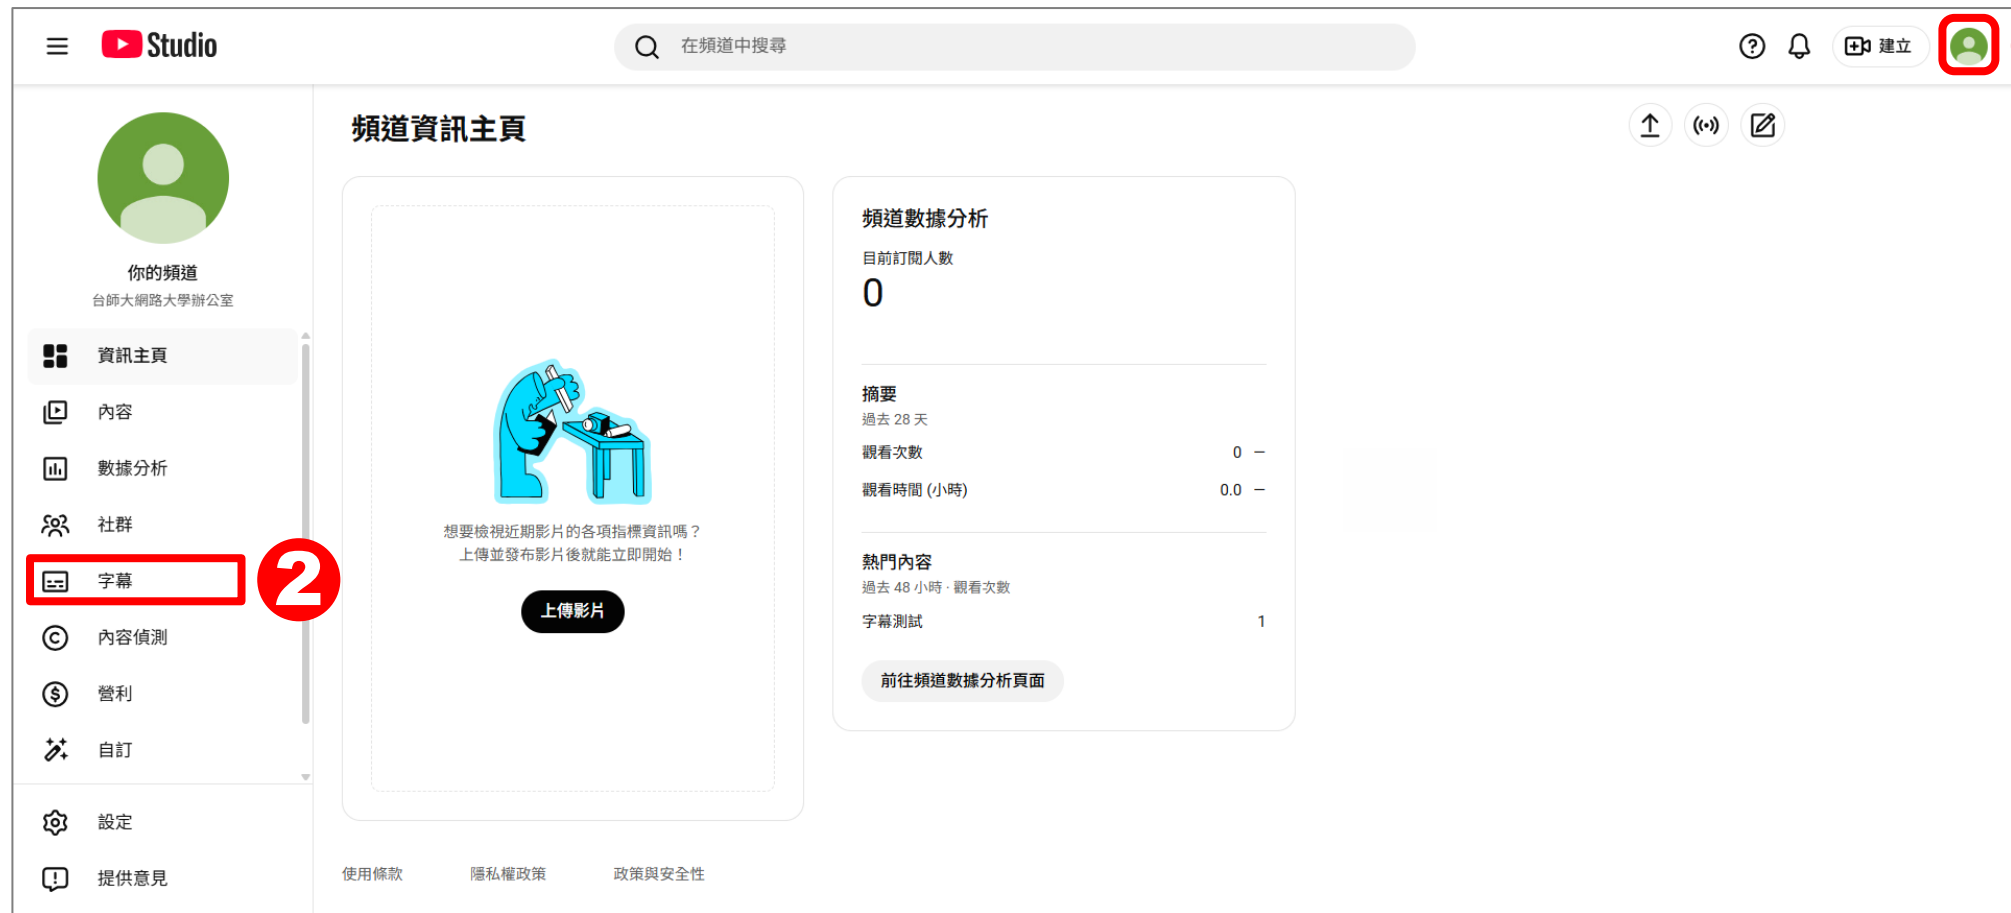 Studio
在頻道中搜尋
建立
你的頻道
台師大網路大學辦公室
資訊主頁
內容
數據分析
社群
字幕
2
內容偵測
營利
自訂
設定
提供意見
頻道資訊主頁
想要檢視近期影片的各項指標資訊嗎？
上傳並發布影片後就能立即開始！
上傳影片
頻道數據分析
目前訂閱人數
0
摘要
過去 28 天
觀看次數 0 —
觀看時間 (小時) 0.0 —
熱門內容
過去 48 小時 · 觀看次數
字幕測試 1
前往頻道數據分析頁面
使用條款 隱私權政策 政策與安全性